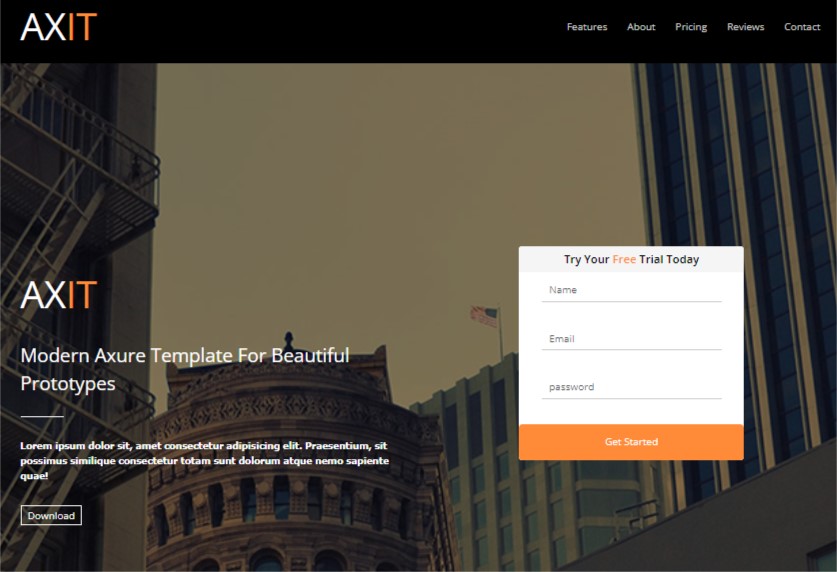 AXIT
Features About Pricing Reviews Contact
AXIT
Modern Axure Template For Beautiful
Prototypes
Lorem ipsum dolor sit, amet consectetur adipisicing elit. Praesentium, sit
possimus similique consectetur totam sunt dolorum atque nemo sapiente
quae!
Download
Try Your Free Trial Today
Name
Email
password
Get Started